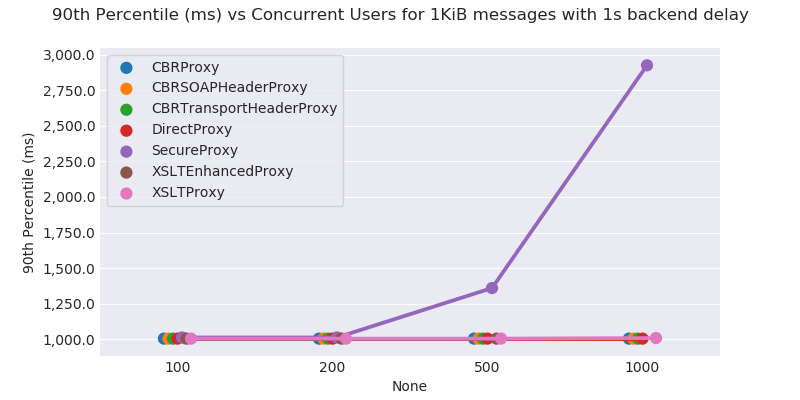 90th Percentile (ms) vs Concurrent Users for 1KiB messages with 1s backend delay
3,000.0
2,750.0
2,500.0
2,250.0
2,000.0
1,750.0
1,500.0
1,250.0
1,000.0
90th Percentile (ms)
CBRProxy
CBRSOAPHeaderProxy
CBRTransportHeaderProxy
DirectProxy
SecureProxy
XSLTEnhancedProxy
XSLTProxy
100 200 500 1000
None